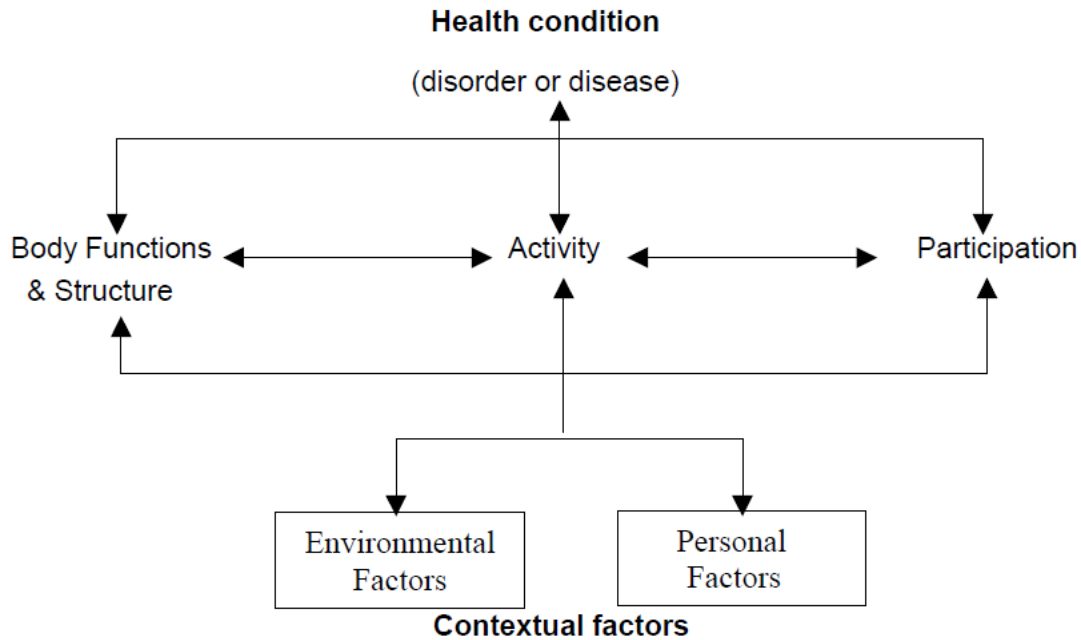 Health condition
(disorder or disease)
Body Functions
& Structure
Activity
Participation
Environmental
Factors
Personal
Factors
Contextual factors